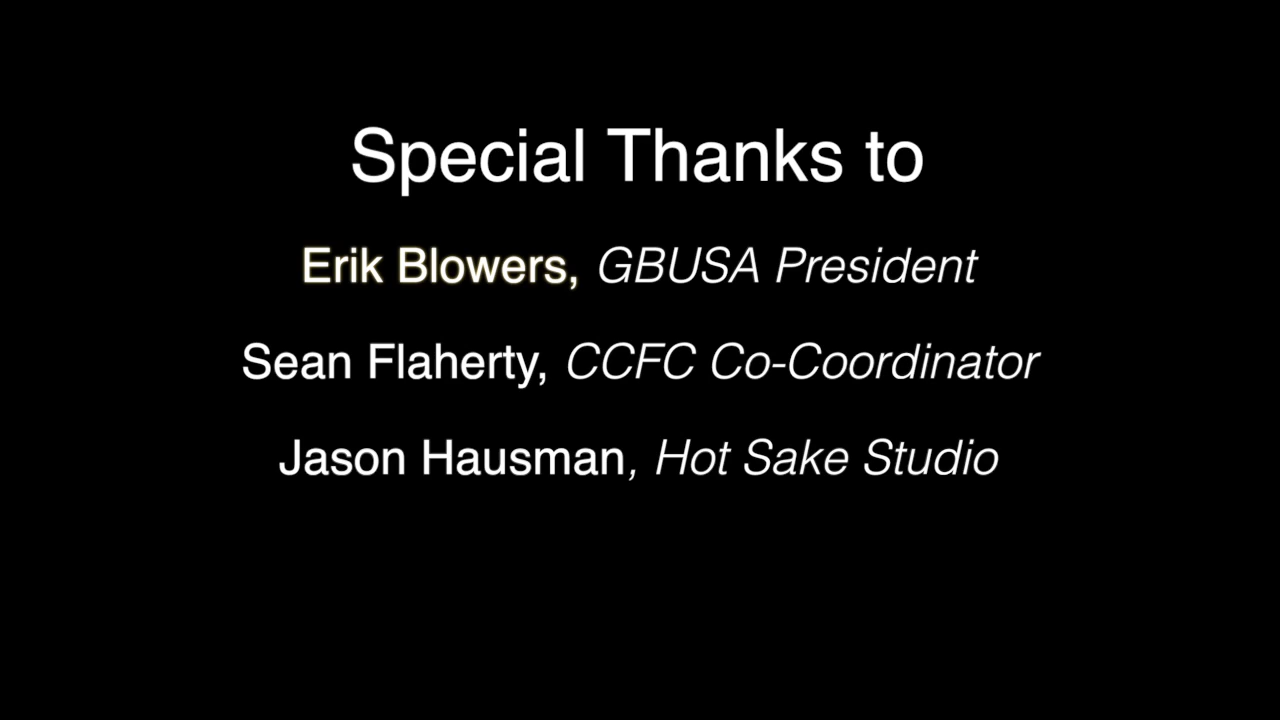 Special Thanks to
Erik Blowers, GBUSA President
Sean Flaherty, CCFC Co-Coordinator
Jason Hausman, Hot Sake Studio